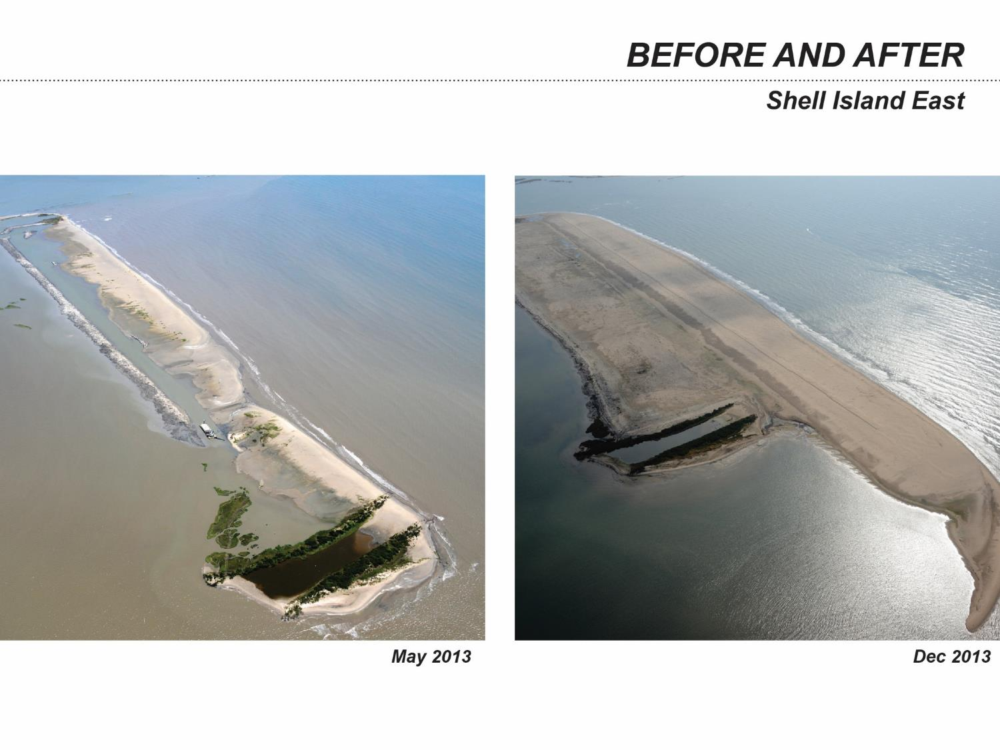 BEFORE AND AFTER
Shell Island East
May 2013
Dec 2013